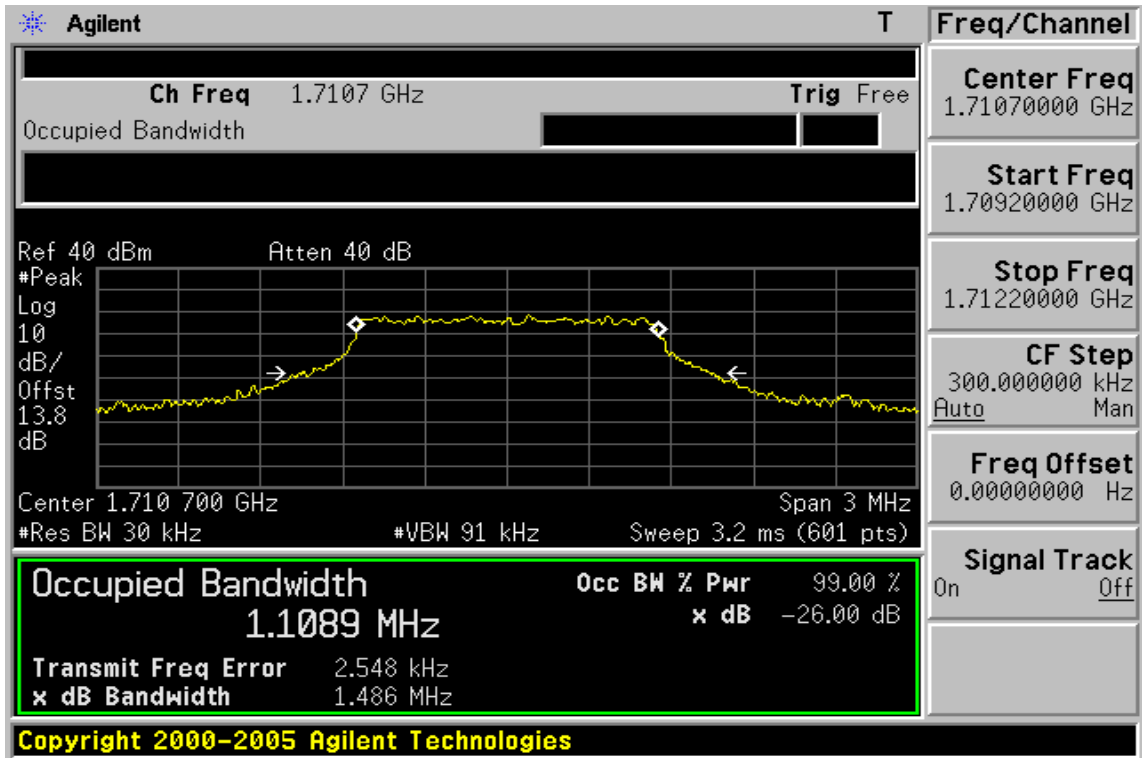 Agilent T
Ch Freq 1.7107 GHz Trig Free
Occupied Bandwidth
Ref 40 dBm Atten 40 dB
#Peak
Log
10
dB/
Offst
13.8
dB
Center 1.710 700 GHz Span 3 MHz
#Res BW 30 kHz #VBW 91 kHz Sweep 3.2 ms (601 pts)
Occupied Bandwidth Occ BW % Pwr 99.00 %
1.1089 MHz x dB -26.00 dB
Transmit Freq Error 2.548 kHz
x dB Bandwidth 1.486 MHz
Copyright 2000-2005 Agilent Technologies
Freq/Channel
Center Freq
1.71070000 GHz
Start Freq
1.70920000 GHz
Stop Freq
1.71220000 GHz
CF Step
300.000000 kHz
Auto Man
Freq Offset
0.00000000 Hz
Signal Track
On Off